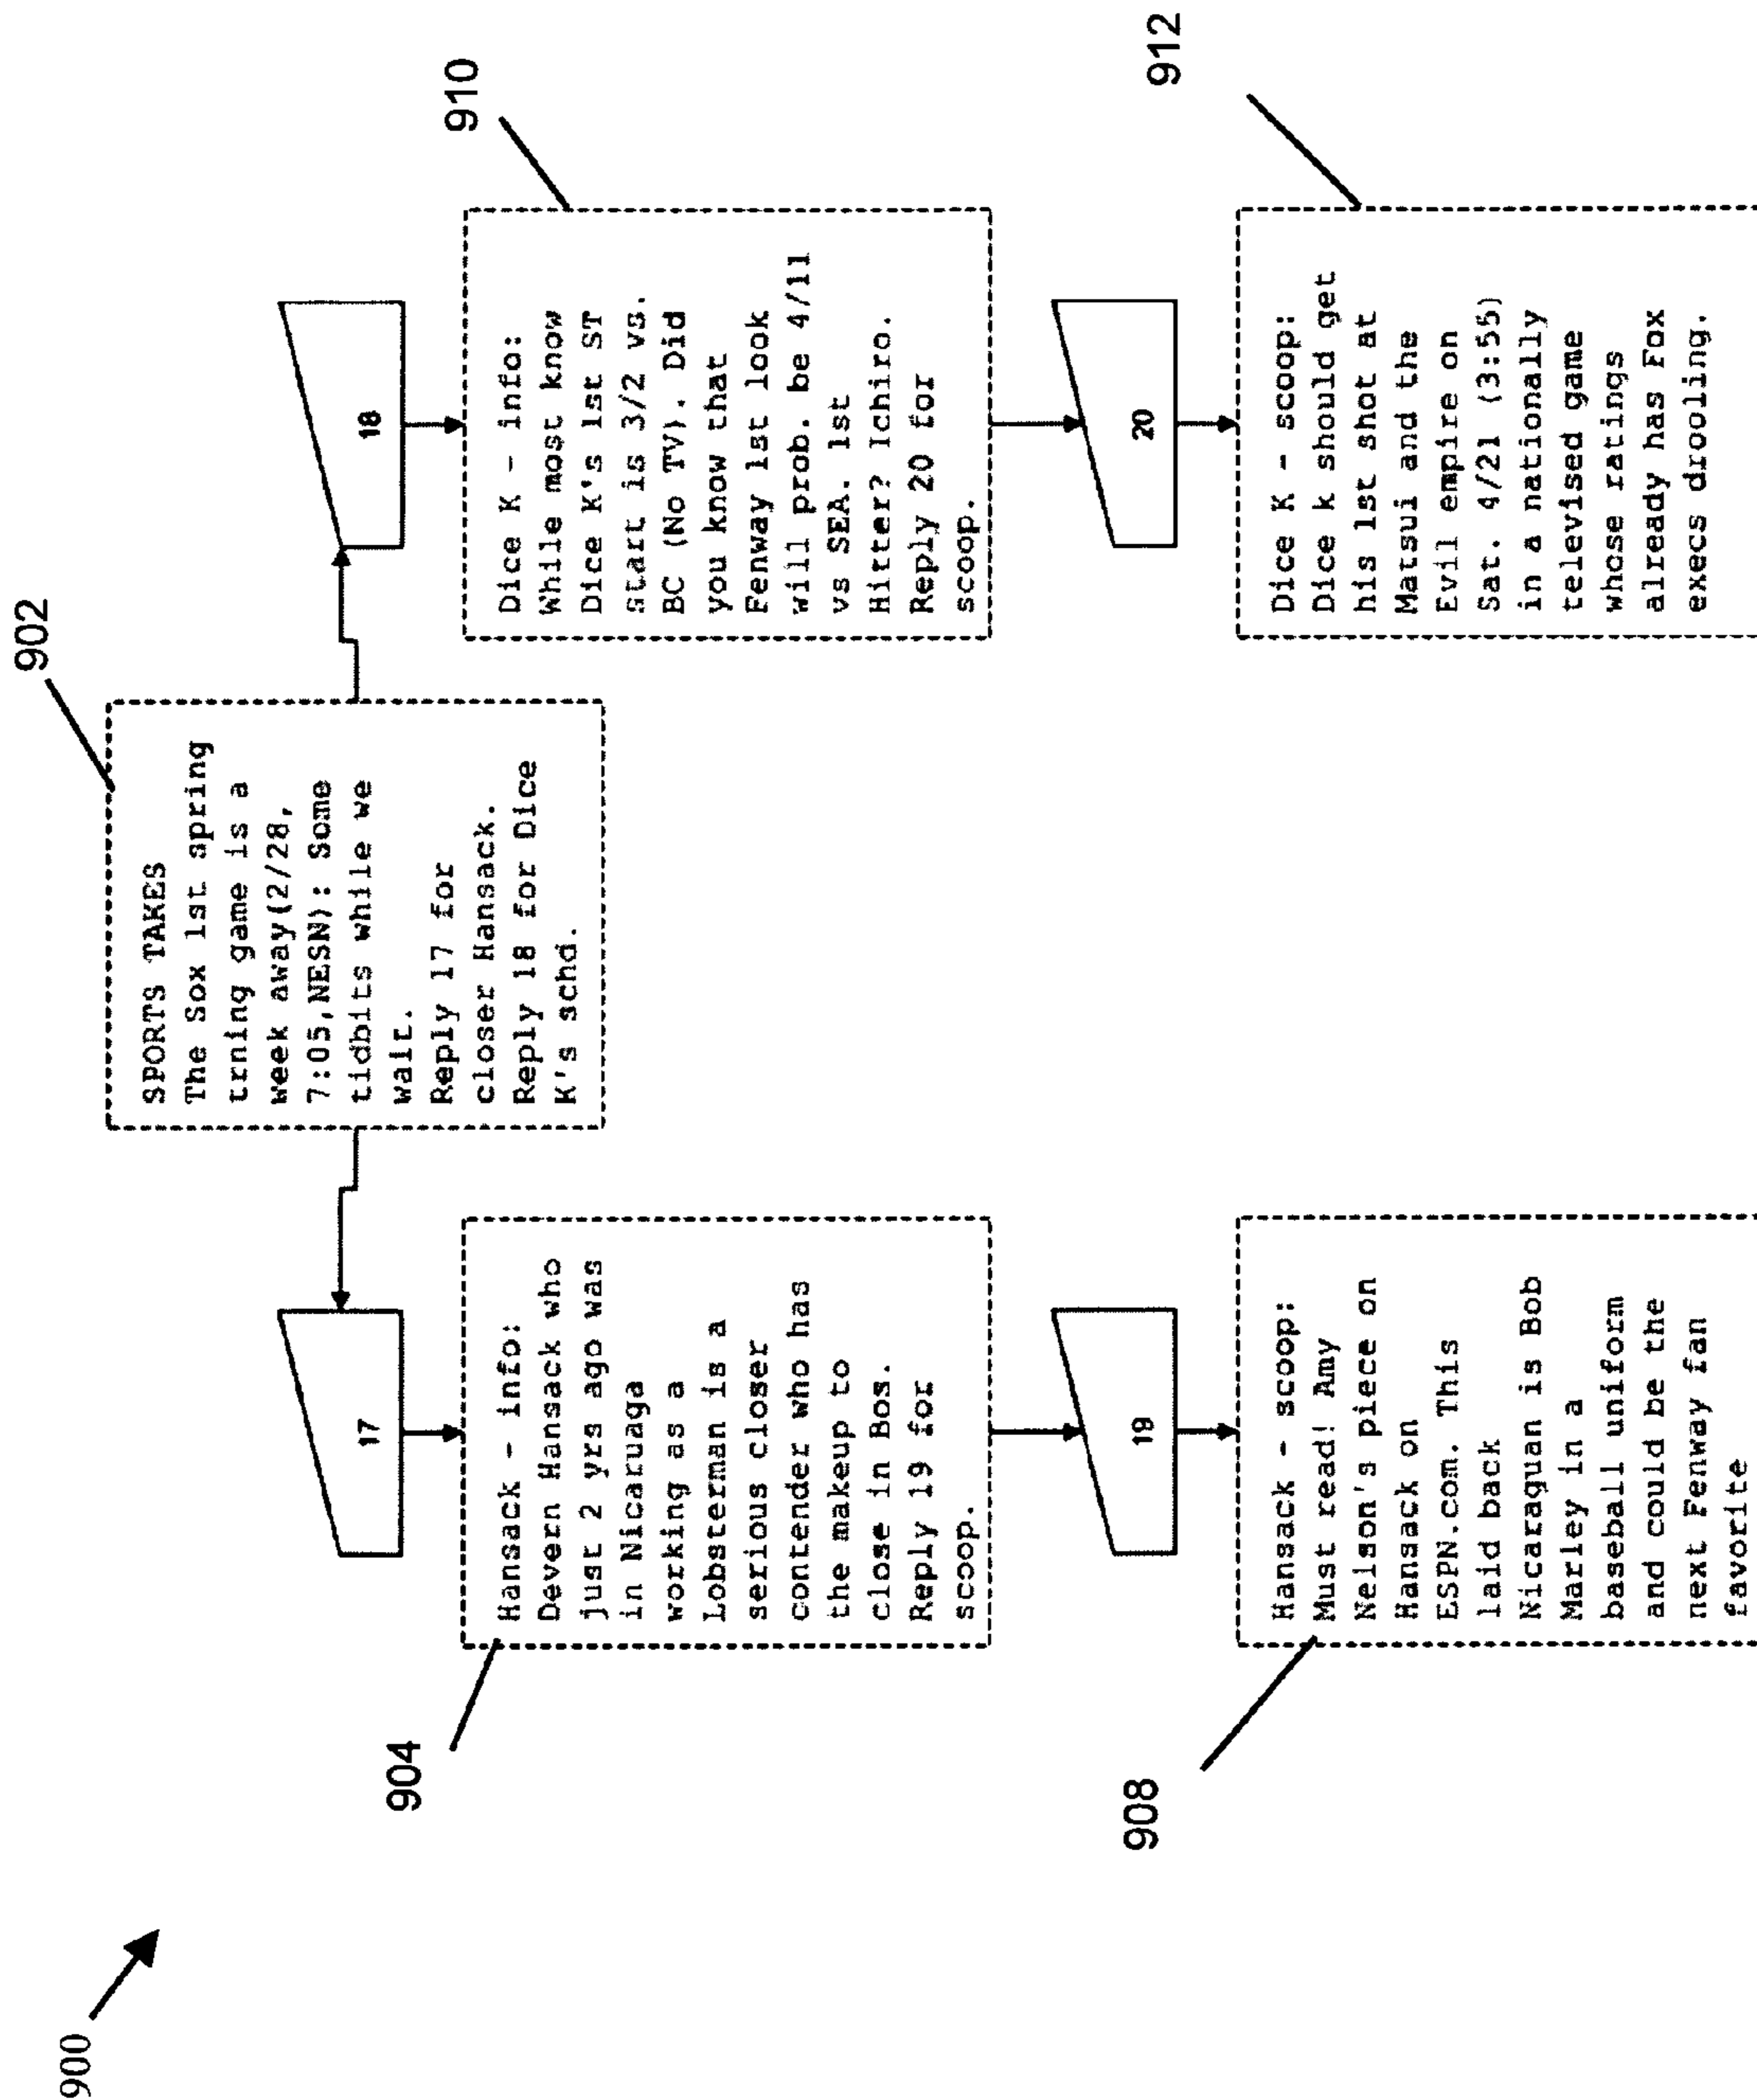 900
902
SPORTS TAKES
The Sox 1st spring
trning game is a
week away(2/28,
7:05,NESN): Some
tidbits while we
wait.
Reply 17 for
closer Hansack.
Reply 18 for Dice
K's schd.
17
904
Hansack - info:
Devern Hansack who
just 2 yrs ago was
in Nicaruaga
working as a
Lobsterman is a
serious closer
contender who has
the makeup to
close in Bos.
Reply 19 for
scoop.
19
908
Hansack - scoop:
Must read! Amy
Nelson's piece on
Hansack on
ESPN.com. This
laid back
Nicaraguan is Bob
Marley in a
baseball uniform
and could be the
next Fenway fan
favorite
18
910
Dice K - info:
While most know
Dice K's 1st ST
start is 3/2 vs.
BC (No TV). Did
you know that
Fenway 1st look
will prob. be 4/11
vs SEA. 1st
Hitter? Ichiro.
Reply 20 for
scoop.
20
912
Dice K - scoop:
Dice k should get
his 1st shot at
Matsui and the
Evil empire on
Sat. 4/21 (3:55)
in a nationally
televised game
whose ratings
already has Fox
execs drooling.